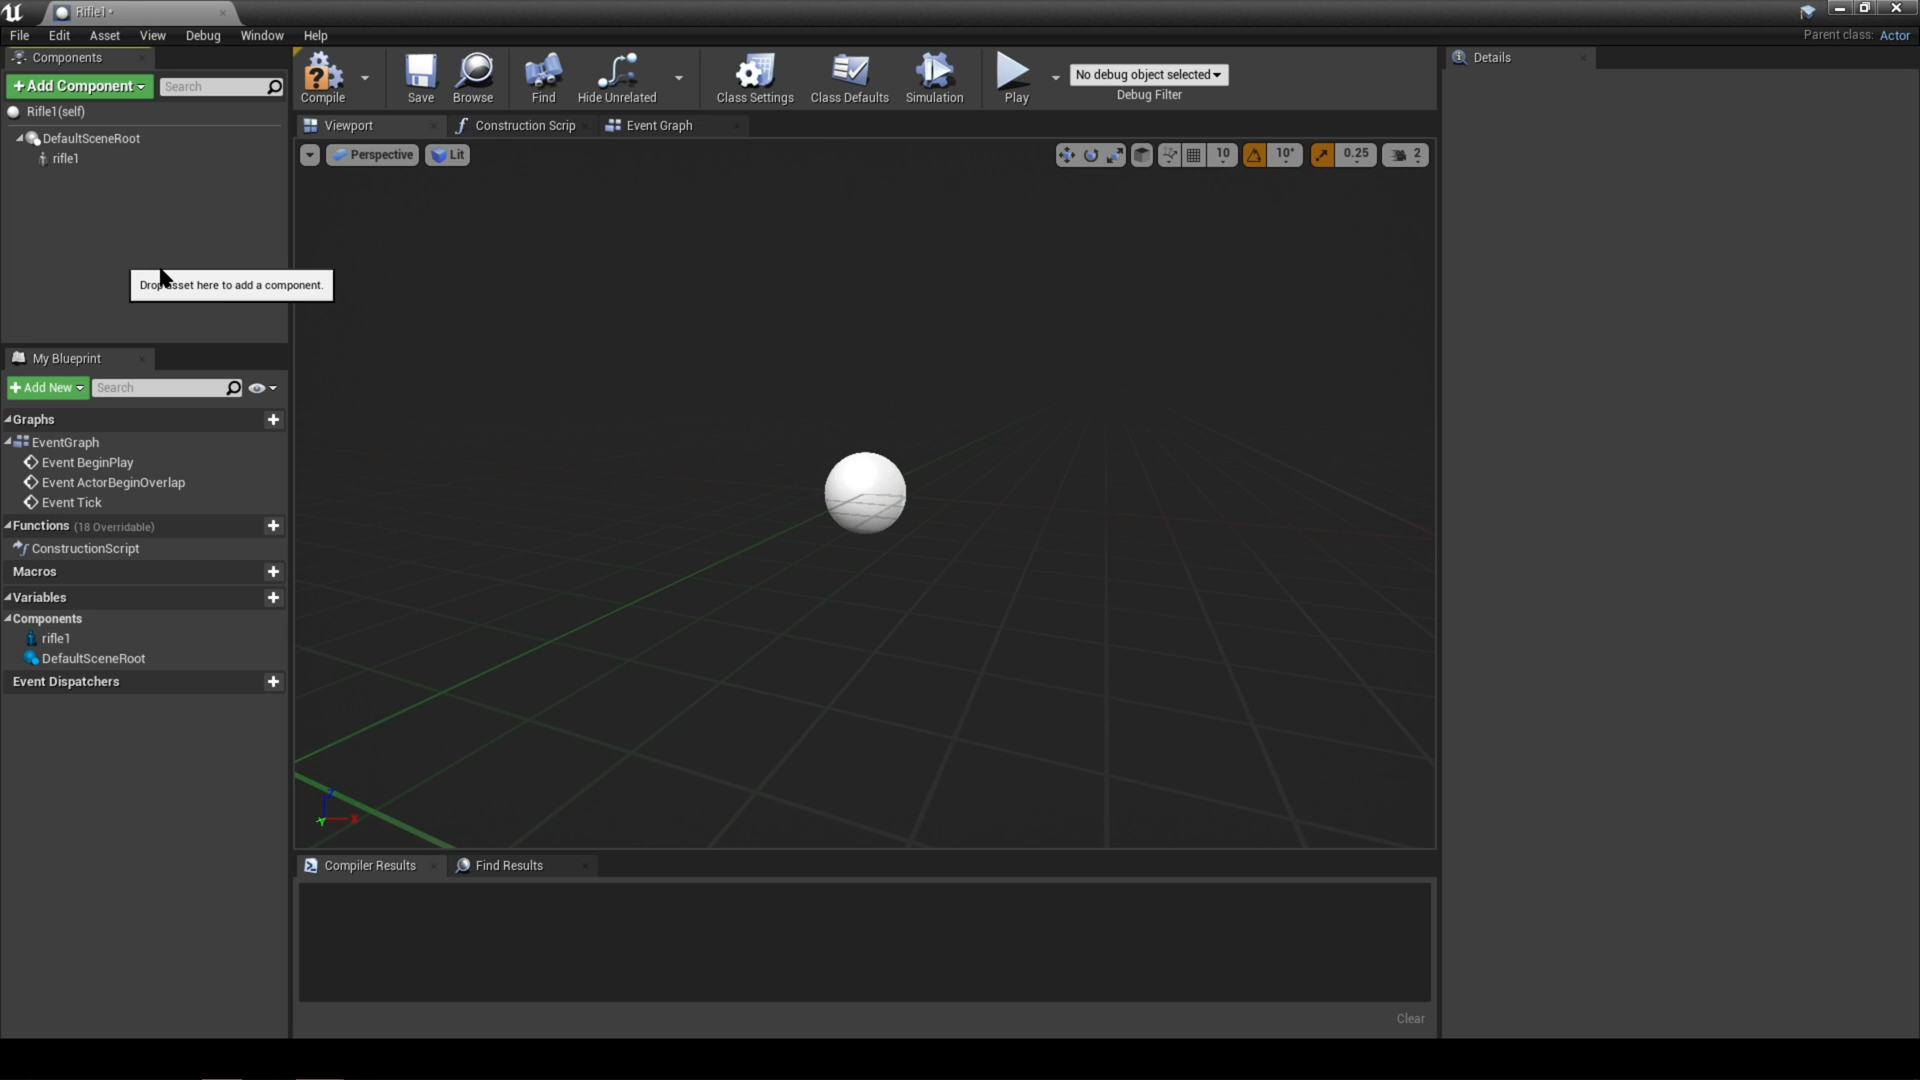 Rifle1
File Edit Asset View Debug Window Help
Parent class: Actor
Components
Add Component
Search
Rifle1(self)
DefaultSceneRoot
rifle1
Drop asset here to add a component.
My Blueprint
Add New
Search
Graphs
EventGraph
Event BeginPlay
Event ActorBeginOverlap
Event Tick
Functions (18 Overridable)
ConstructionScript
Macros
Variables
Components
rifle1
DefaultSceneRoot
Event Dispatchers
Compile Save Browse Find Hide Unrelated Class Settings Class Defaults Simulation Play
No debug object selected
Debug Filter
Viewport Construction Scrip Event Graph
Perspective Lit
10 10° 0.25 2
Z
Y X
Compiler Results Find Results
Clear
Details